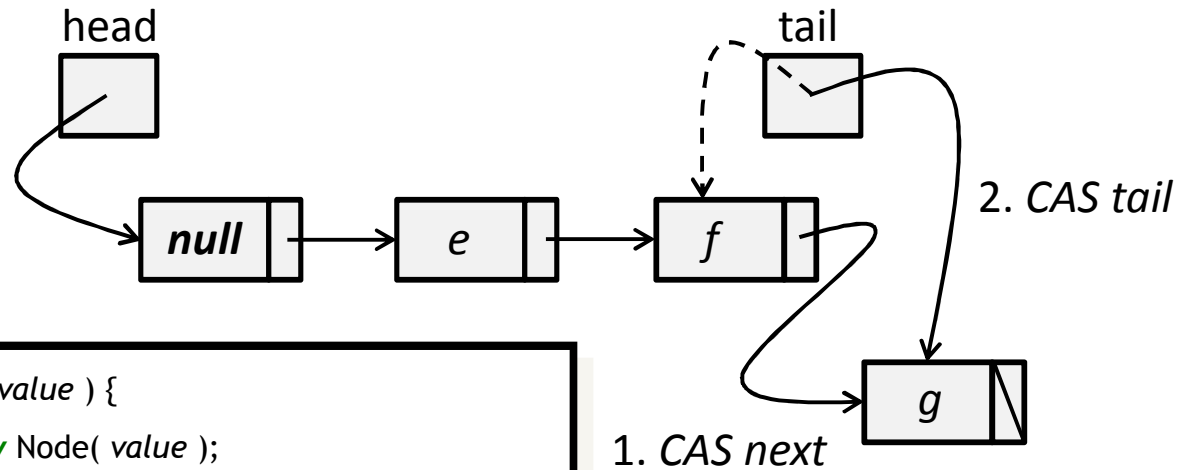 head
tail
2. CAS tail
null
e
f
value ) {
Node( value );
g
1. CAS next